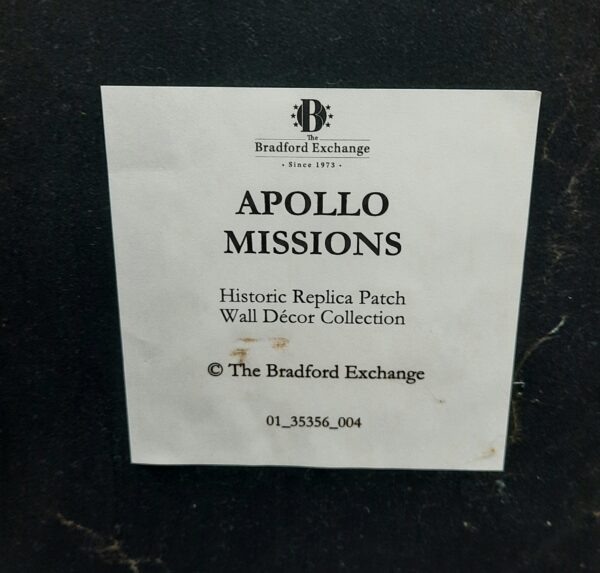 B
The
Bradford Exchange
• Since 1973 •
APOLLO
MISSIONS
Historic Replica Patch
Wall Décor Collection
© The Bradford Exchange
01_35356_004